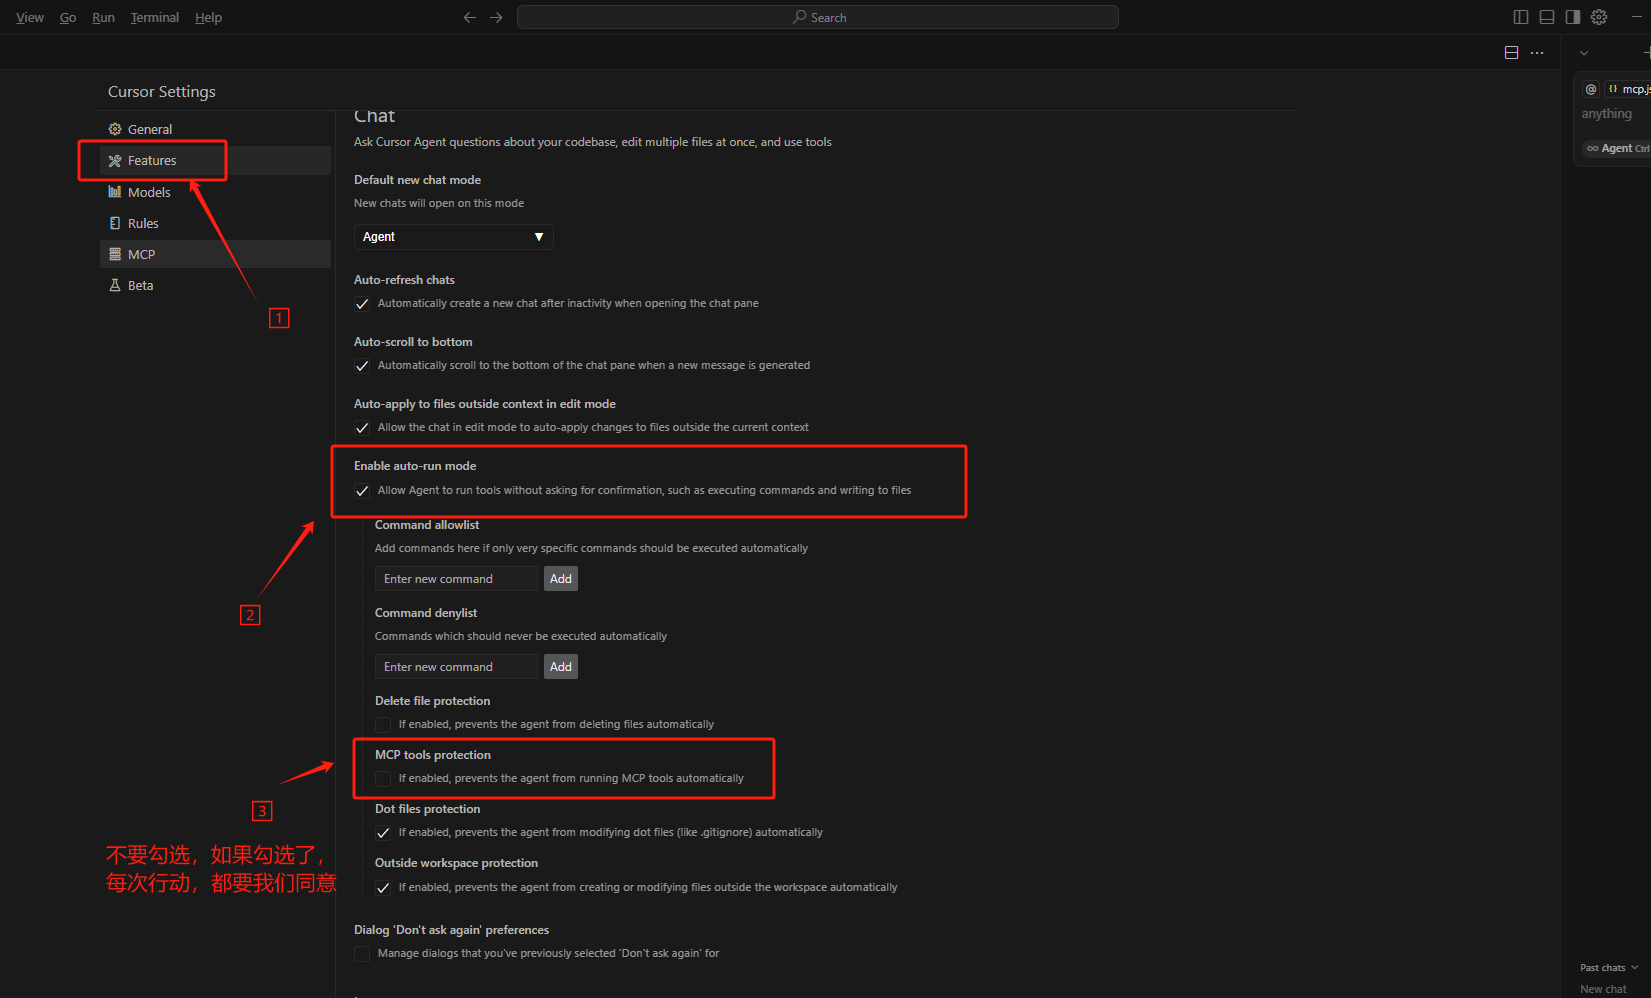 View Go Run Terminal Help
Search
Cursor Settings
General
Features
Models
Rules
MCP
Beta
1
Chat
Ask Cursor Agent questions about your codebase, edit multiple files at once, and use tools
Default new chat mode
New chats will open on this mode
Agent
Auto-refresh chats
Automatically create a new chat after inactivity when opening the chat pane
Auto-scroll to bottom
Automatically scroll to the bottom of the chat pane when a new message is generated
Auto-apply to files outside context in edit mode
Allow the chat in edit mode to auto-apply changes to files outside the current context
Enable auto-run mode
Allow Agent to run tools without asking for confirmation, such as executing commands and writing to files
2
Command allowlist
Add commands here if only very specific commands should be executed automatically
Enter new command Add
Command denylist
Commands which should never be executed automatically
Enter new command Add
Delete file protection
If enabled, prevents the agent from deleting files automatically
MCP tools protection
If enabled, prevents the agent from running MCP tools automatically
3
不要勾选，如果勾选了，
每次行动，都要我们同意
Dot files protection
If enabled, prevents the agent from modifying dot files (like .gitignore) automatically
Outside workspace protection
If enabled, prevents the agent from creating or modifying files outside the workspace automatically
Dialog 'Don't ask again' preferences
Manage dialogs that you've previously selected 'Don't ask again' for
@ {} mcp.js
anything
∞ Agent Ctrl
Past chats
New chat